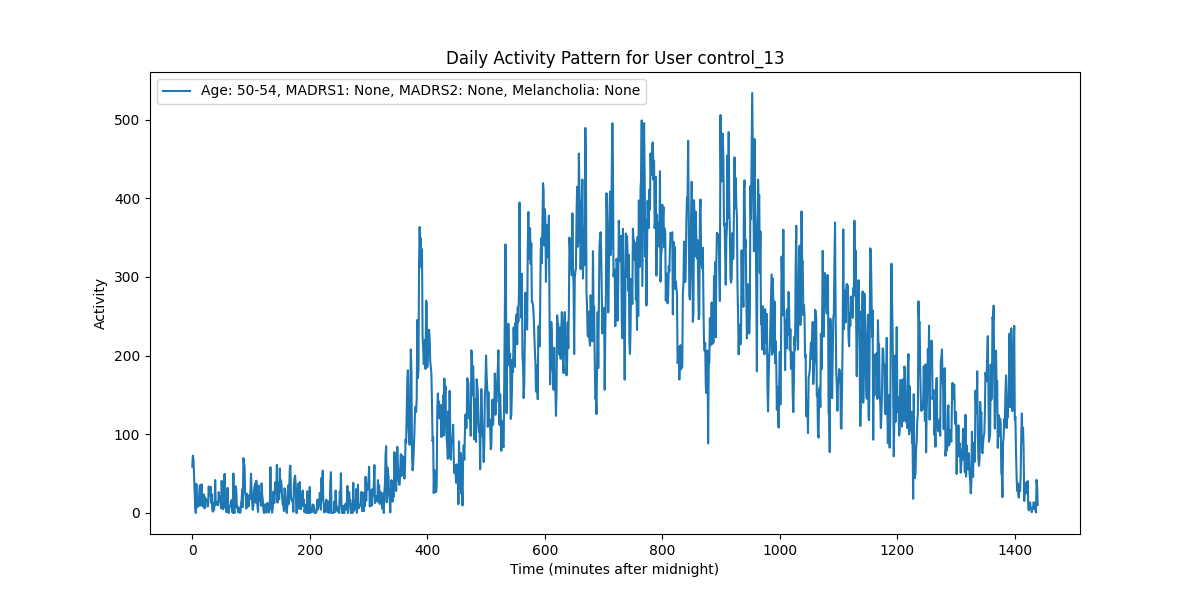 Daily Activity Pattern for User control_13
Age: 50-54, MADRS1: None, MADRS2: None, Melancholia: None
500
400
300
200
100
0
Activity
0 200 400 600 800 1000 1200 1400
Time (minutes after midnight)